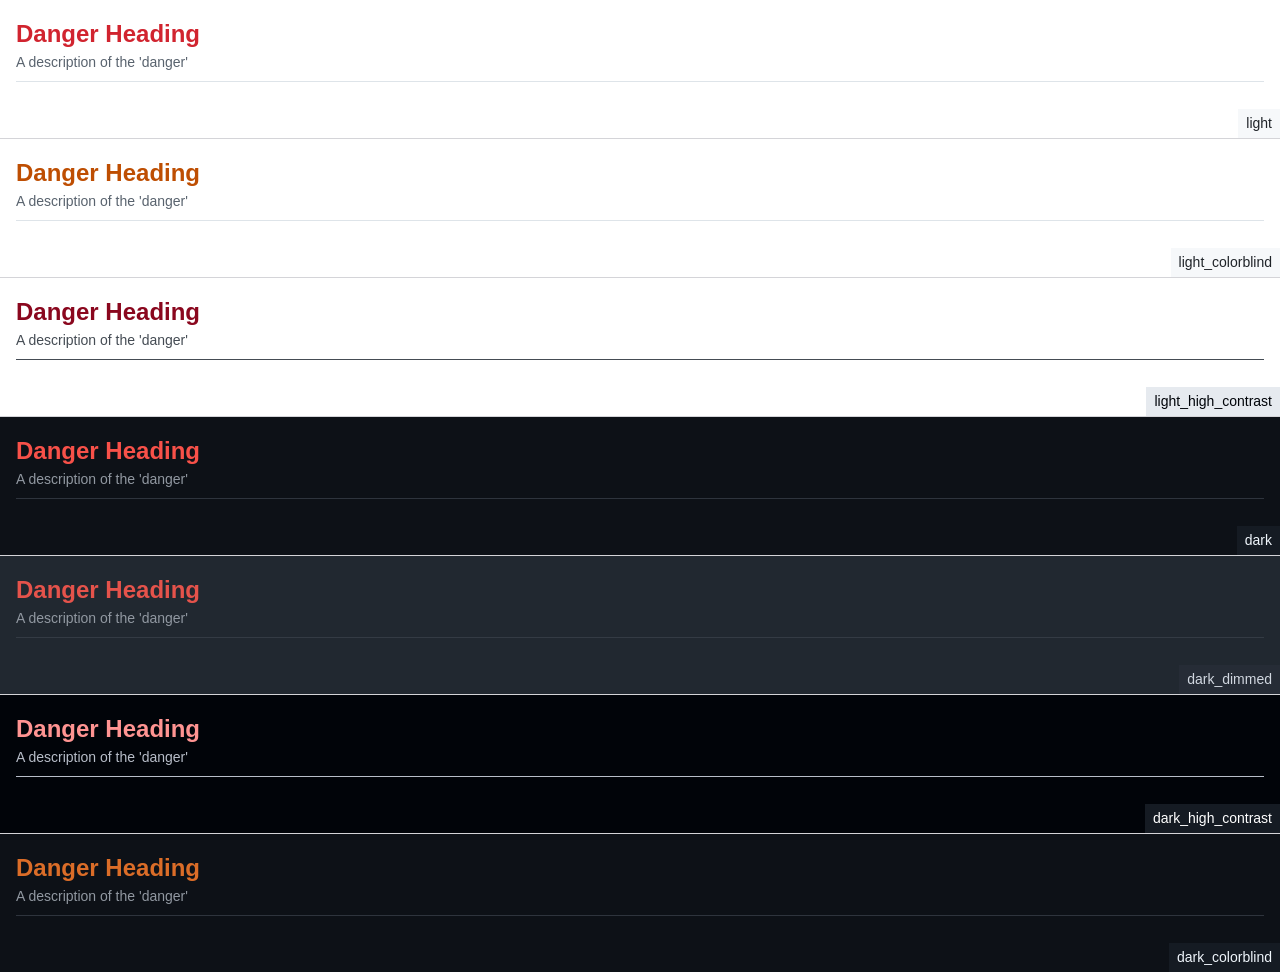 Danger Heading
A description of the 'danger'
light
Danger Heading
A description of the 'danger'
light_colorblind
Danger Heading
A description of the 'danger'
light_high_contrast
Danger Heading
A description of the 'danger'
dark
Danger Heading
A description of the 'danger'
dark_dimmed
Danger Heading
A description of the 'danger'
dark_high_contrast
Danger Heading
A description of the 'danger'
dark_colorblind